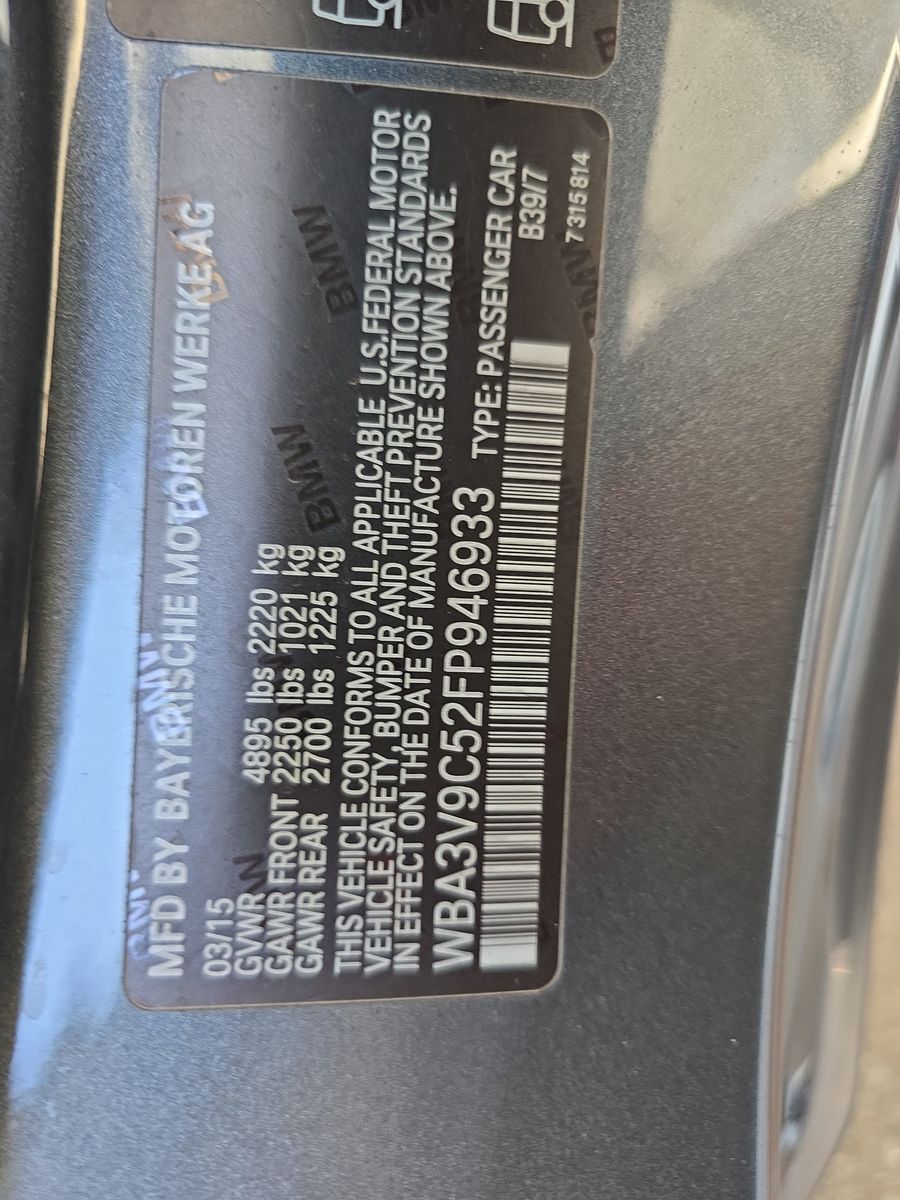 MFD BY BAYERISCHE MOTOREN WERKE AG
03/15
GVWR 4895 lbs 2220 kg
GAWR FRONT 2250 lbs 1021 kg
GAWR REAR 2700 lbs 1225 kg
THIS VEHICLE CONFORMS TO ALL APPLICABLE U.S.FEDERAL MOTOR
VEHICLE SAFETY, BUMPER AND THEFT PREVENTION STANDARDS
IN EFFECT ON THE DATE OF MANUFACTURE SHOWN ABOVE.
WBA3V9C52FP946933 TYPE: PASSENGER CAR
B39/7
7 315 814
BMW
BMW